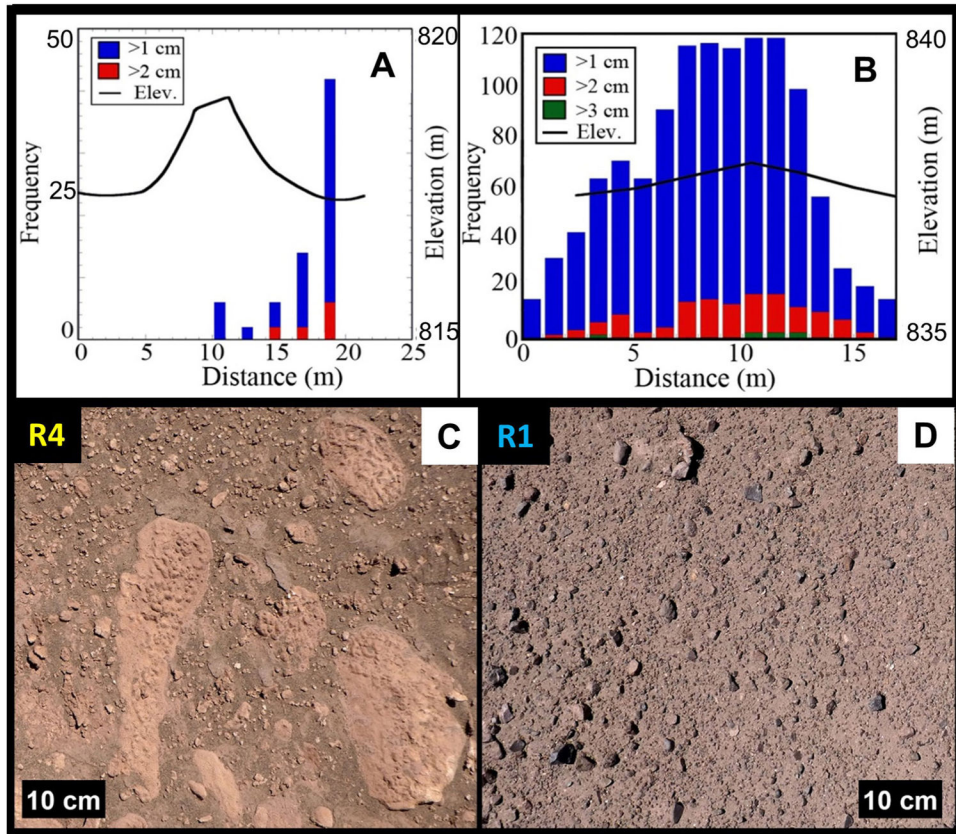 50
25
0
Frequency
>1 cm
>2 cm
Elev.
A
820
815
Elevation (m)
0 5 10 15 20 25
Distance (m)
120
100
80
60
40
20
0
Frequency
>1 cm
>2 cm
>3 cm
Elev.
B
840
835
Elevation (m)
0 5 10 15
Distance (m)
R4
C
10 cm
R1
D
10 cm